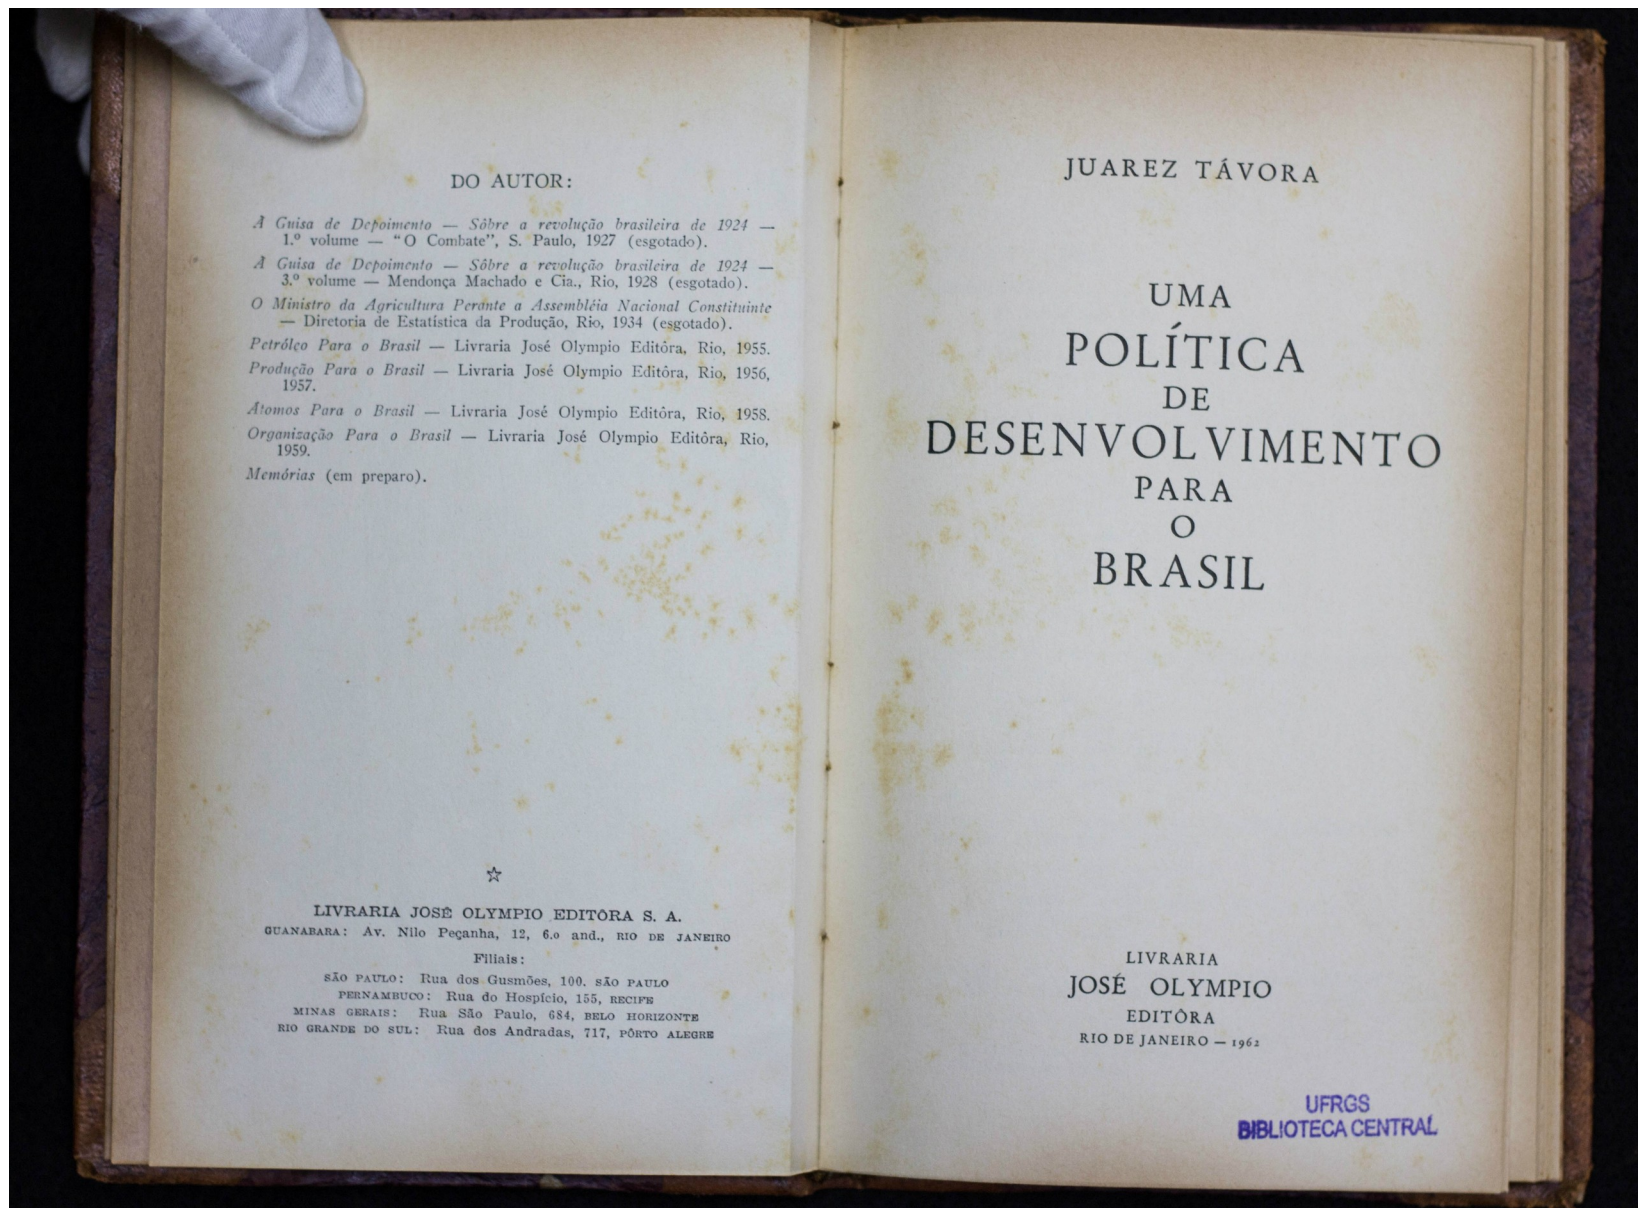 DO AUTOR:
À Guisa de Depoimento — Sôbre a revolução brasileira de 1924 —
1.º volume — "O Combate", S. Paulo, 1927 (esgotado).
À Guisa de Depoimento — Sôbre a revolução brasileira de 1924 —
3.º volume — Mendonça Machado e Cia., Rio, 1928 (esgotado).
O Ministro da Agricultura Perante a Assembléia Nacional Constituinte
— Diretoria de Estatística da Produção, Rio, 1934 (esgotado).
Petróleo Para o Brasil — Livraria José Olympio Editôra, Rio, 1955.
Produção Para o Brasil — Livraria José Olympio Editôra, Rio, 1956,
1957.
Átomos Para o Brasil — Livraria José Olympio Editôra, Rio, 1958.
Organização Para o Brasil — Livraria José Olympio Editôra, Rio,
1959.
Memórias (em preparo).
☆
LIVRARIA JOSÉ OLYMPIO EDITÔRA S. A.
GUANABARA: Av. Nilo Peçanha, 12, 6.o and., RIO DE JANEIRO
Filiais:
SÃO PAULO: Rua dos Gusmões, 100. SÃO PAULO
PERNAMBUCO: Rua do Hospício, 155, RECIFE
MINAS GERAIS: Rua São Paulo, 684, BELO HORIZONTE
RIO GRANDE DO SUL: Rua dos Andradas, 717, PÔRTO ALEGRE
JUAREZ TÁVORA
UMA
POLÍTICA
DE
DESENVOLVIMENTO
PARA
O
BRASIL
LIVRARIA
JOSÉ OLYMPIO
EDITÔRA
RIO DE JANEIRO — 1962
UFRGS
BIBLIOTECA CENTRAL